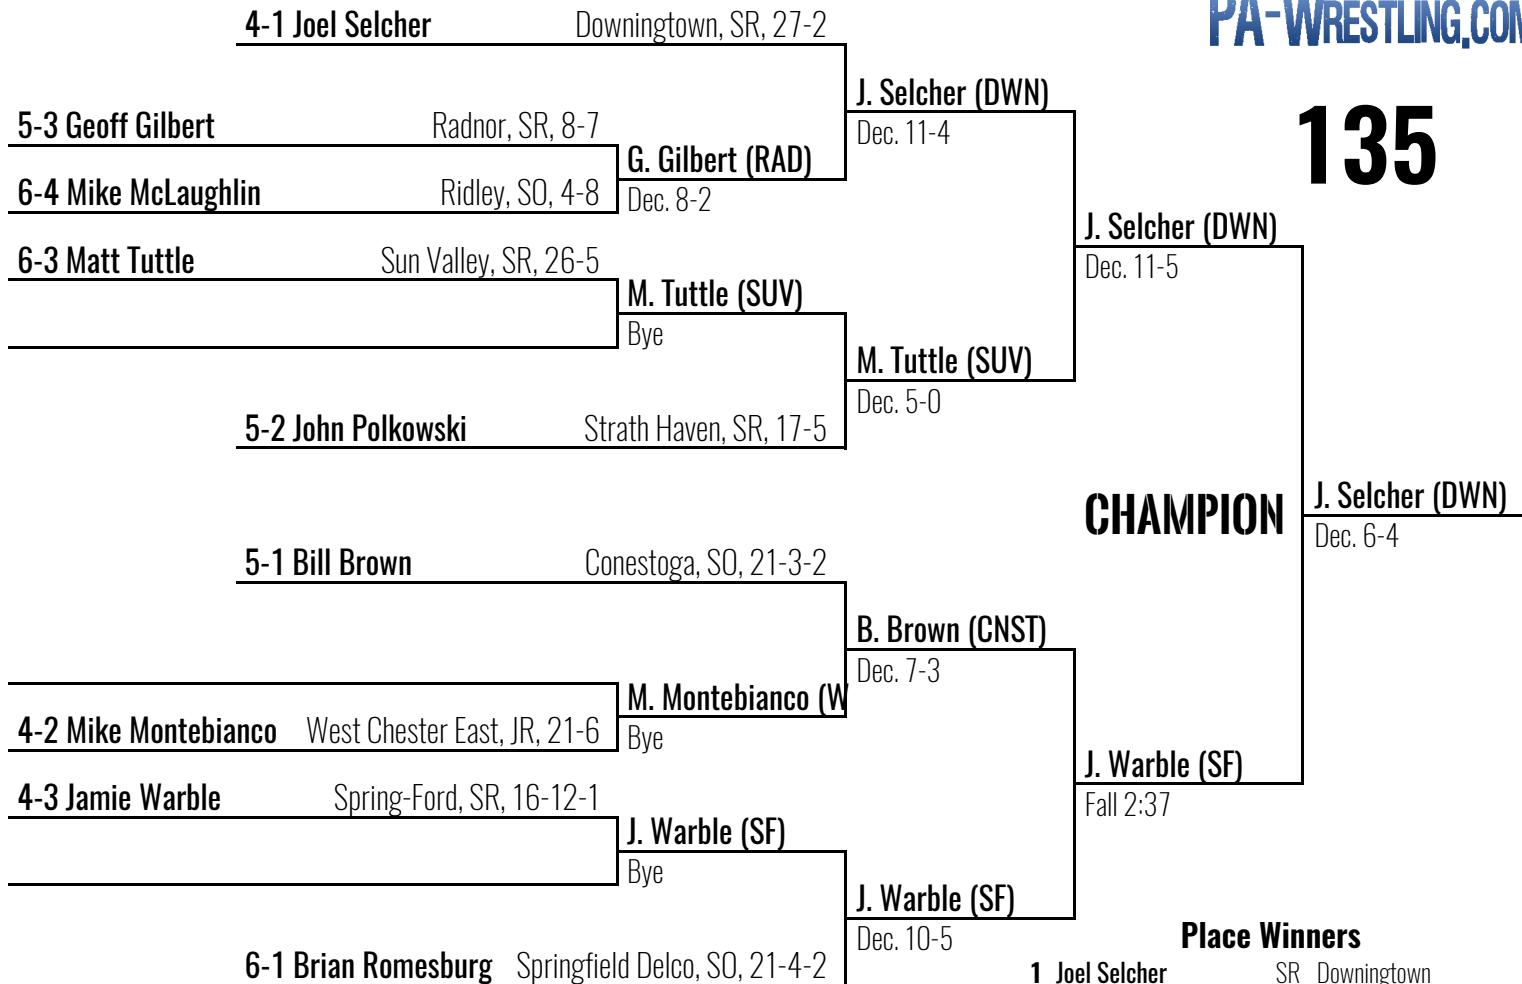 4-1 Joel Selcher Downingtown, SR, 27-2
PA-WRESTLING.COM
J. Selcher (DWN)
Dec. 11-4
135
5-3 Geoff Gilbert Radnor, SR, 8-7
G. Gilbert (RAD)
Dec. 8-2
6-4 Mike McLaughlin Ridley, SO, 4-8
J. Selcher (DWN)
Dec. 11-5
6-3 Matt Tuttle Sun Valley, SR, 26-5
M. Tuttle (SUV)
Bye
M. Tuttle (SUV)
Dec. 5-0
5-2 John Polkowski Strath Haven, SR, 17-5
CHAMPION
J. Selcher (DWN)
Dec. 6-4
5-1 Bill Brown Conestoga, SO, 21-3-2
B. Brown (CNST)
Dec. 7-3
M. Montebianco (W
Bye
4-2 Mike Montebianco West Chester East, JR, 21-6
J. Warble (SF)
Fall 2:37
4-3 Jamie Warble Spring-Ford, SR, 16-12-1
J. Warble (SF)
Bye
J. Warble (SF)
Dec. 10-5
6-1 Brian Romesburg Springfield Delco, SO, 21-4-2
Place Winners
1 Joel Selcher SR Downingtown